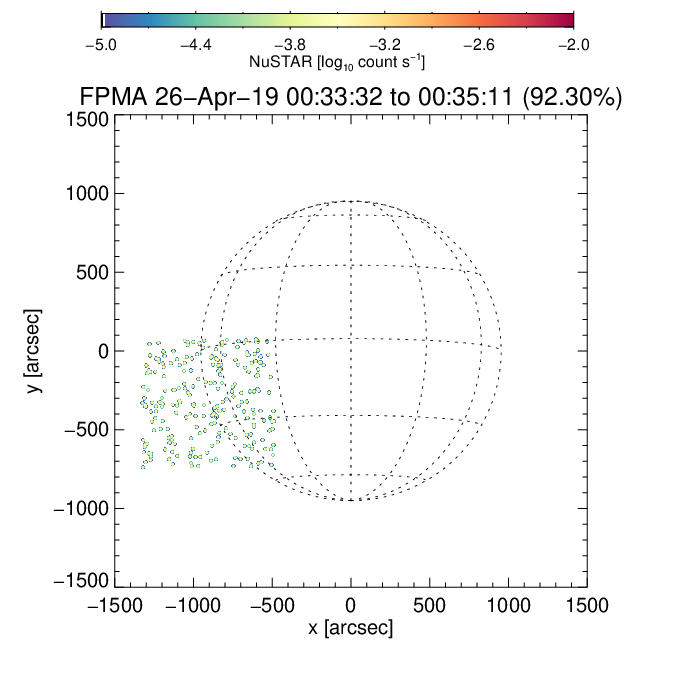 −5.0 −4.4 −3.8 −3.2 −2.6 −2.0
NuSTAR [log10 count s−1]
FPMA 26−Apr−19 00:33:32 to 00:35:11 (92.30%)
1500
1000
500
0
−500
−1000
−1500
y [arcsec]
−1500 −1000 −500 0 500 1000 1500
x [arcsec]